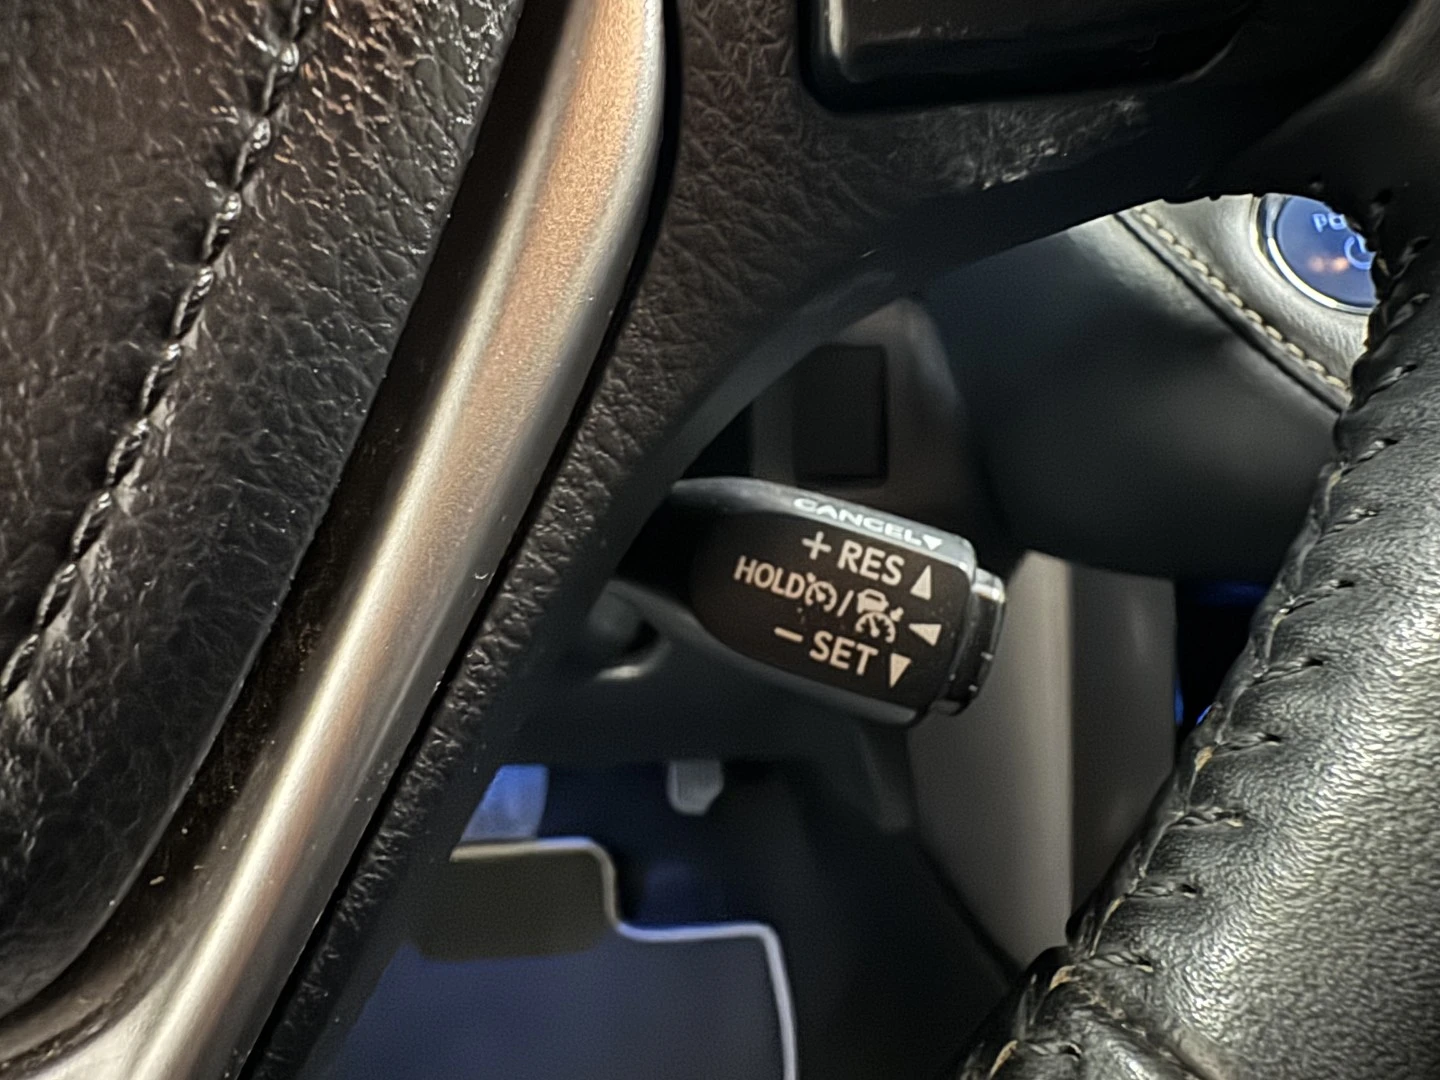 CANCEL▼
+ RES ▲
HOLD / ◀
− SET ▼